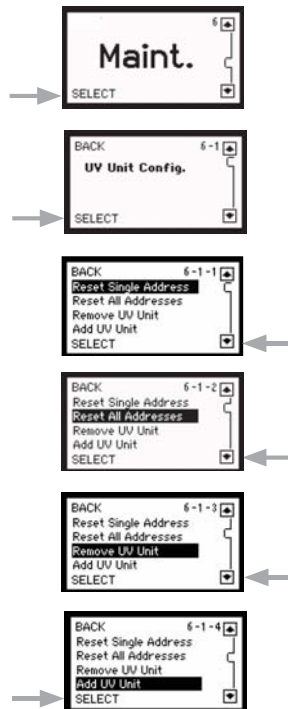 6
Maint.
SELECT
BACK 6-1
UV Unit Config.
SELECT
BACK 6-1-1
Reset Single Address
Reset All Addresses
Remove UV Unit
Add UV Unit
SELECT
BACK 6-1-2
Reset Single Address
Reset All Addresses
Remove UV Unit
Add UV Unit
SELECT
BACK 6-1-3
Reset Single Address
Reset All Addresses
Remove UV Unit
Add UV Unit
SELECT
BACK 6-1-4
Reset Single Address
Reset All Addresses
Remove UV Unit
Add UV Unit
SELECT